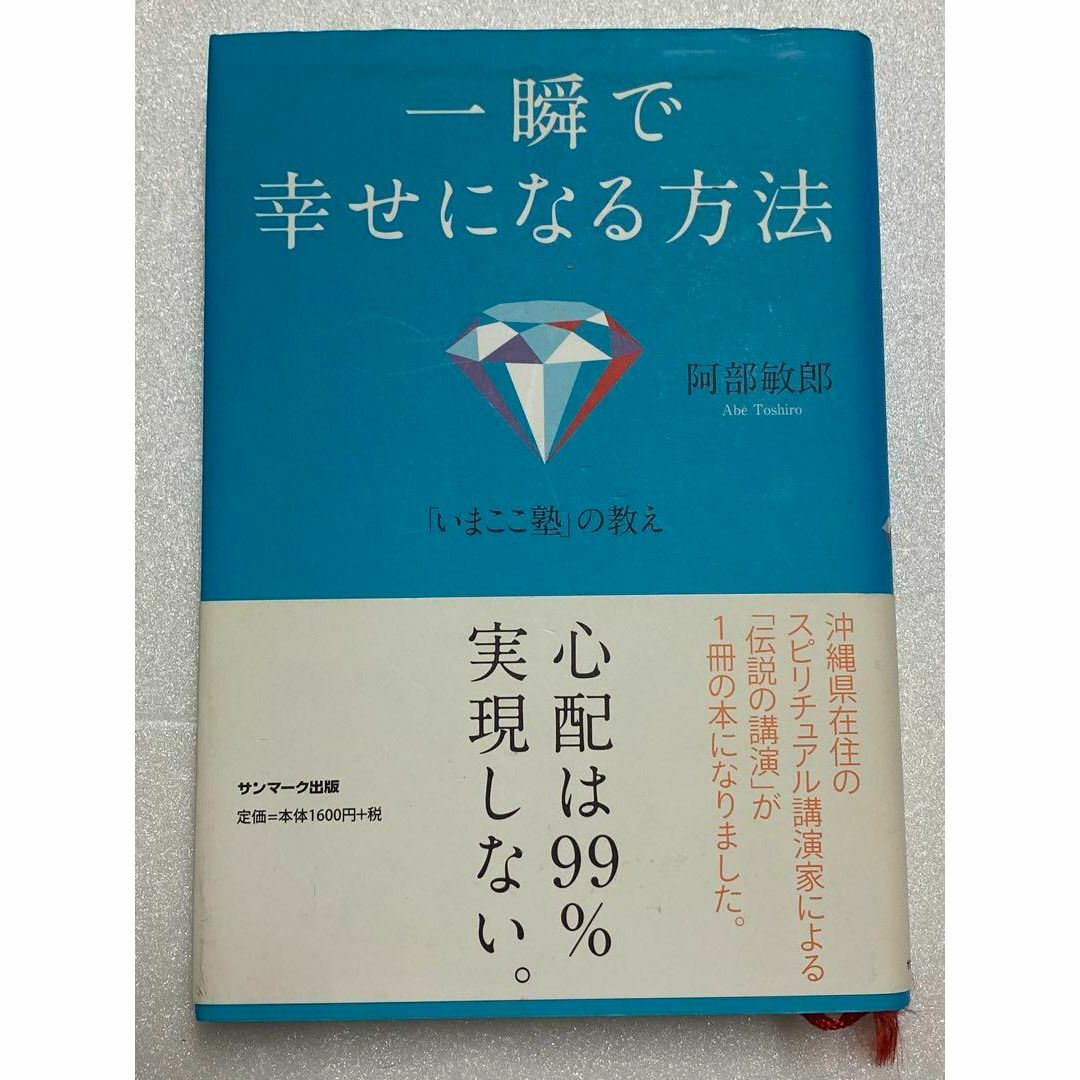 一瞬で
幸せになる方法
阿部敏郎
Abe Toshiro
「いまここ塾」の教え
沖縄県在住の
スピリチュアル講演家による
「伝説の講演」が
1冊の本になりました。
心配は99%
実現しない。
サンマーク出版
定価=本体1600円+税